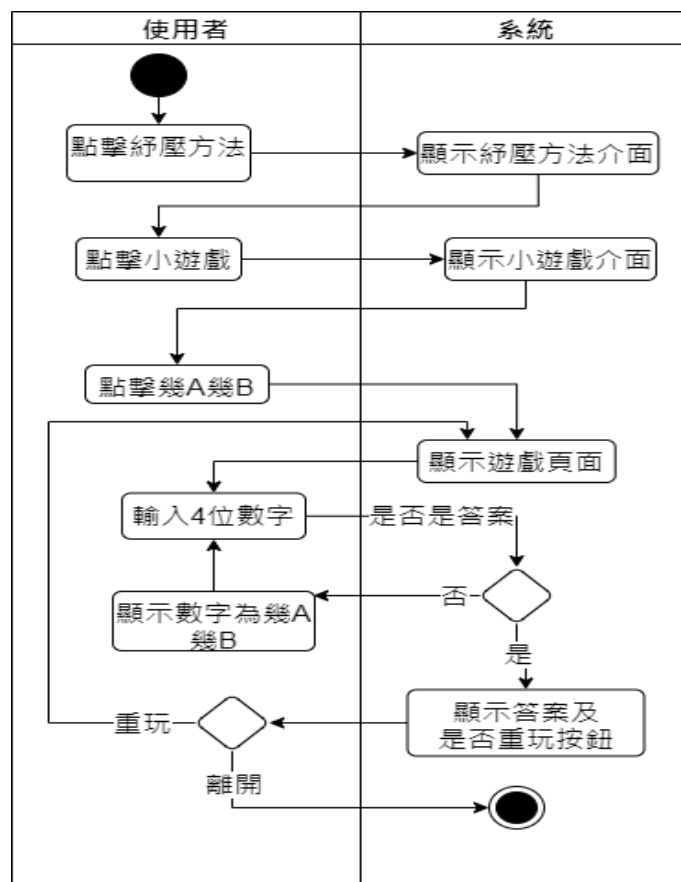 使用者
系統
點擊紓壓方法
顯示紓壓方法介面
點擊小遊戲
顯示小遊戲介面
點擊幾A幾B
顯示遊戲頁面
輸入4位數字
是否是答案
否
顯示數字為幾A
幾B
是
顯示答案及
是否重玩按鈕
重玩
離開